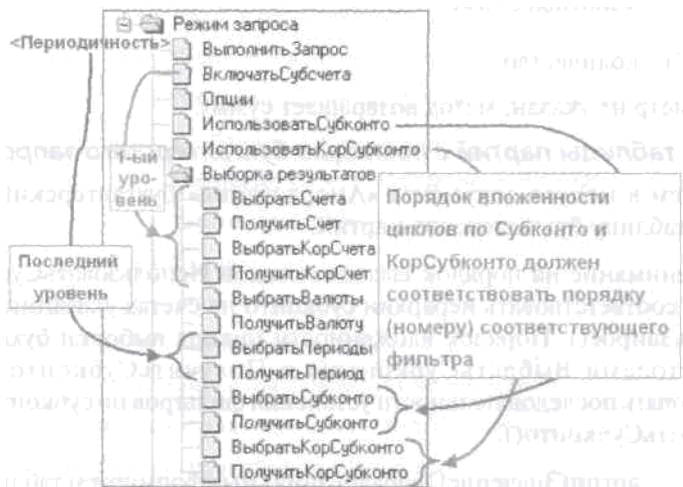 Режим запроса
<Периодичность>
ВыполнитьЗапрос
ВключатьСубсчета
Опции
ИспользоватьСубконто
ИспользоватьКорСубконто
1-ый
уро-
вень
Выборка результатов
ВыбратьСчета
ПолучитьСчет
ВыбратьКорСчета
ПолучитьКорСчет
ВыбратьВалюты
ПолучитьВалюту
ВыбратьПериоды
ПолучитьПериод
ВыбратьСубконто
ПолучитьСубконто
ВыбратьКорСубконто
ПолучитьКорСубконто
Последний
уровень
Порядок вложенности
циклов по Субконто и
КорСубконто должен
соответствовать порядку
(номеру) соответствующего
фильтра